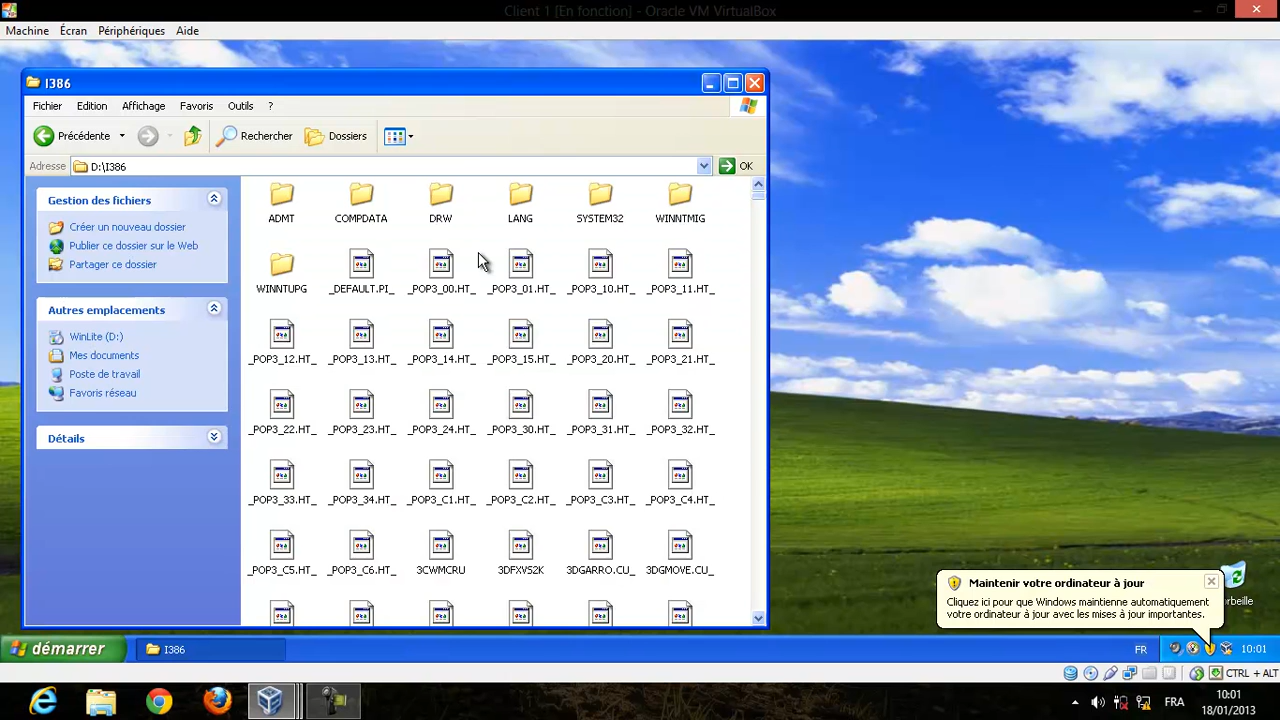 Client 1 [En fonction] - Oracle VM VirtualBox
Machine Écran Périphériques Aide
I386
Fichier Edition Affichage Favoris Outils ?
Précédente Rechercher Dossiers
Adresse D:\I386 OK
Gestion des fichiers
Créer un nouveau dossier
Publier ce dossier sur le Web
Partager ce dossier
Autres emplacements
WinLite (D:)
Mes documents
Poste de travail
Favoris réseau
Détails
ADMT COMPDATA DRW LANG SYSTEM32 WINNTMIG
WINNTUPG _DEFAULT.PI_ _POP3_00.HT_ _POP3_01.HT_ _POP3_10.HT_ _POP3_11.HT_
_POP3_12.HT_ _POP3_13.HT_ _POP3_14.HT_ _POP3_15.HT_ _POP3_20.HT_ _POP3_21.HT_
_POP3_22.HT_ _POP3_23.HT_ _POP3_24.HT_ _POP3_30.HT_ _POP3_31.HT_ _POP3_32.HT_
_POP3_33.HT_ _POP3_34.HT_ _POP3_C1.HT_ _POP3_C2.HT_ _POP3_C3.HT_ _POP3_C4.HT_
_POP3_C5.HT_ _POP3_C6.HT_ 3CWMCRU 3DFXVS2K 3DGARRO.CU_ 3DGMOVE.CU_
Maintenir votre ordinateur à jour
Cliquez ici pour que Windows maintienne automatiquement
votre ordinateur à jour avec les mises à jour importantes.
orbeille
démarrer I386 FR 10:01
CTRL + ALT
FRA
10:01
18/01/2013